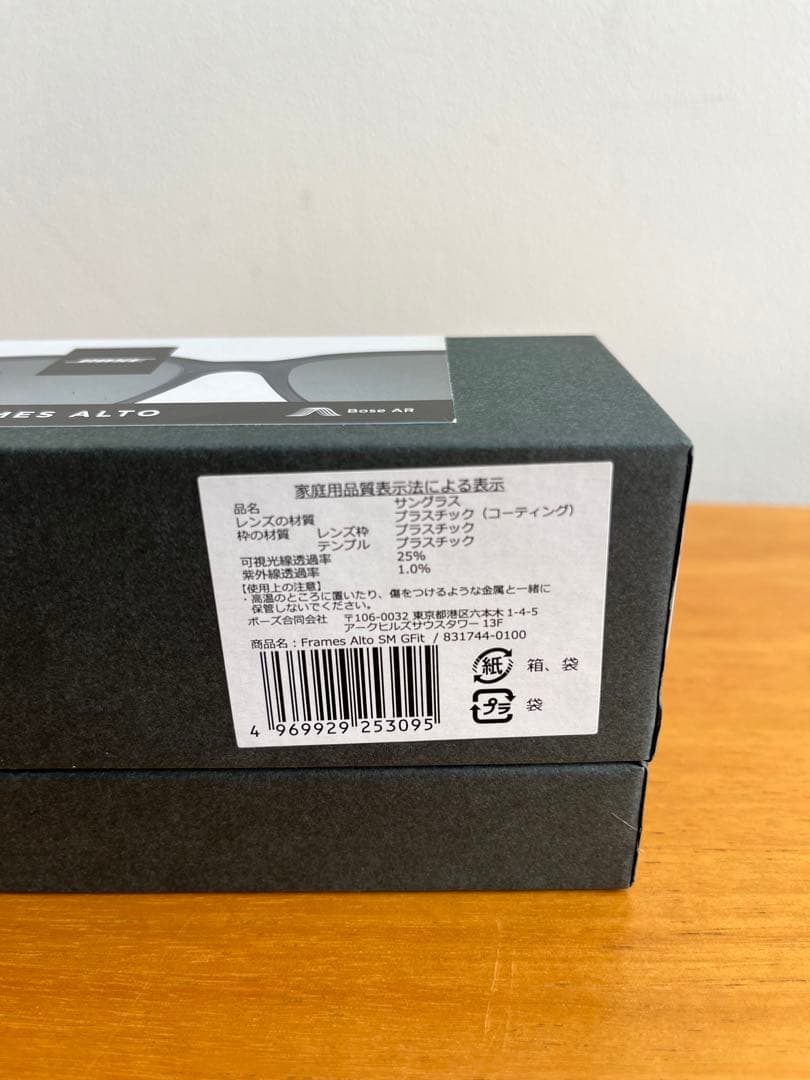 BOSE
MES ALTO
Bose AR
家庭用品質表示法による表示
品名 サングラス
レンズの材質 プラスチック（コーティング）
枠の材質 レンズ枠 プラスチック
テンプル プラスチック
可視光線透過率 25%
紫外線透過率 1.0%
【使用上の注意】
・高温のところに置いたり、傷をつけるような金属と一緒に
保管しないでください。
ボーズ合同会社 〒106-0032 東京都港区六本木 1-4-5
アークヒルズサウスタワー 13F
商品名：Frames Alto SM GFit / 831744-0100
紙 箱、袋
プラ 袋
4 969929 253095